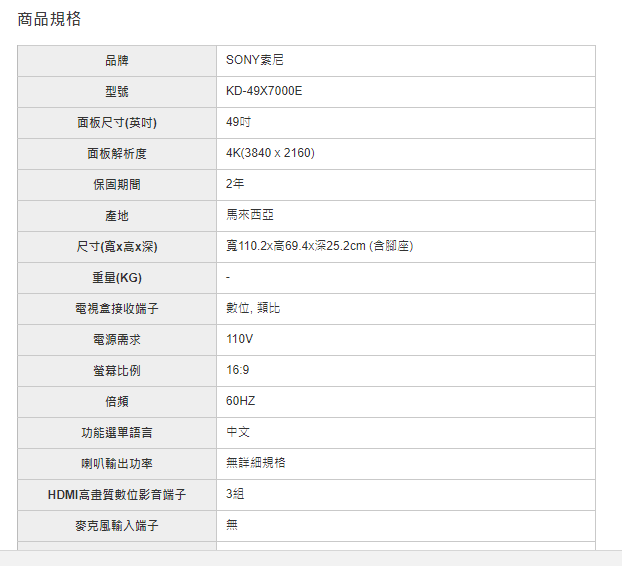 商品規格
品牌 SONY索尼
型號 KD-49X7000E
面板尺寸(英吋) 49吋
面板解析度 4K(3840 x 2160)
保固期間 2年
產地 馬來西亞
尺寸(寬x高x深) 寬110.2x高69.4x深25.2cm (含腳座)
重量(KG) -
電視盒接收端子 數位, 類比
電源需求 110V
螢幕比例 16:9
倍頻 60HZ
功能選單語言 中文
喇叭輸出功率 無詳細規格
HDMI高畫質數位影音端子 3組
麥克風輸入端子 無